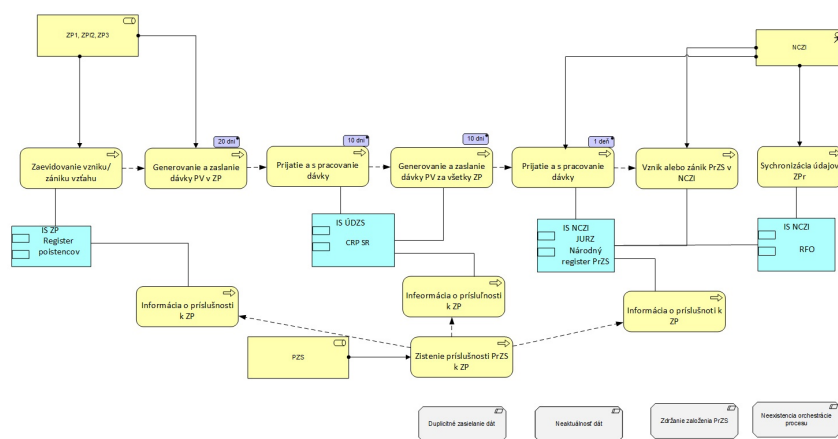 ZP1, ZP2, ZP3
NCZI
20 dní
10 dní
10 dní
1 deň
Zaevidovanie vzniku/
zániku vzťahu
Generovanie a zaslanie
dávky PV v ZP
Prijatie a s pracovanie
dávky
Generovanie a zaslanie
dávky PV za všetky ZP
Prijatie a s pracovanie
dávky
Vznik alebo zánik PrZS v
NCZI
Sychronizácia údajov
ZPr
IS ZP
Register
poistencov
IS ÚDZS
CRP SR
IS NCZI
JURZ
Národný
register PrZS
IS NCZI
RFO
Informácia o príslušnosti
k ZP
Infeormácia o prísluľnosti
k ZP
Informácia o príslušnoti k
ZP
PZS
Zistenie príslušnosti PrZS
k ZP
Duplicitné zasielanie dát
Neaktuálnosť dát
Zdržanie založenia PrZS
Neexistencia orchestrácie
procesu